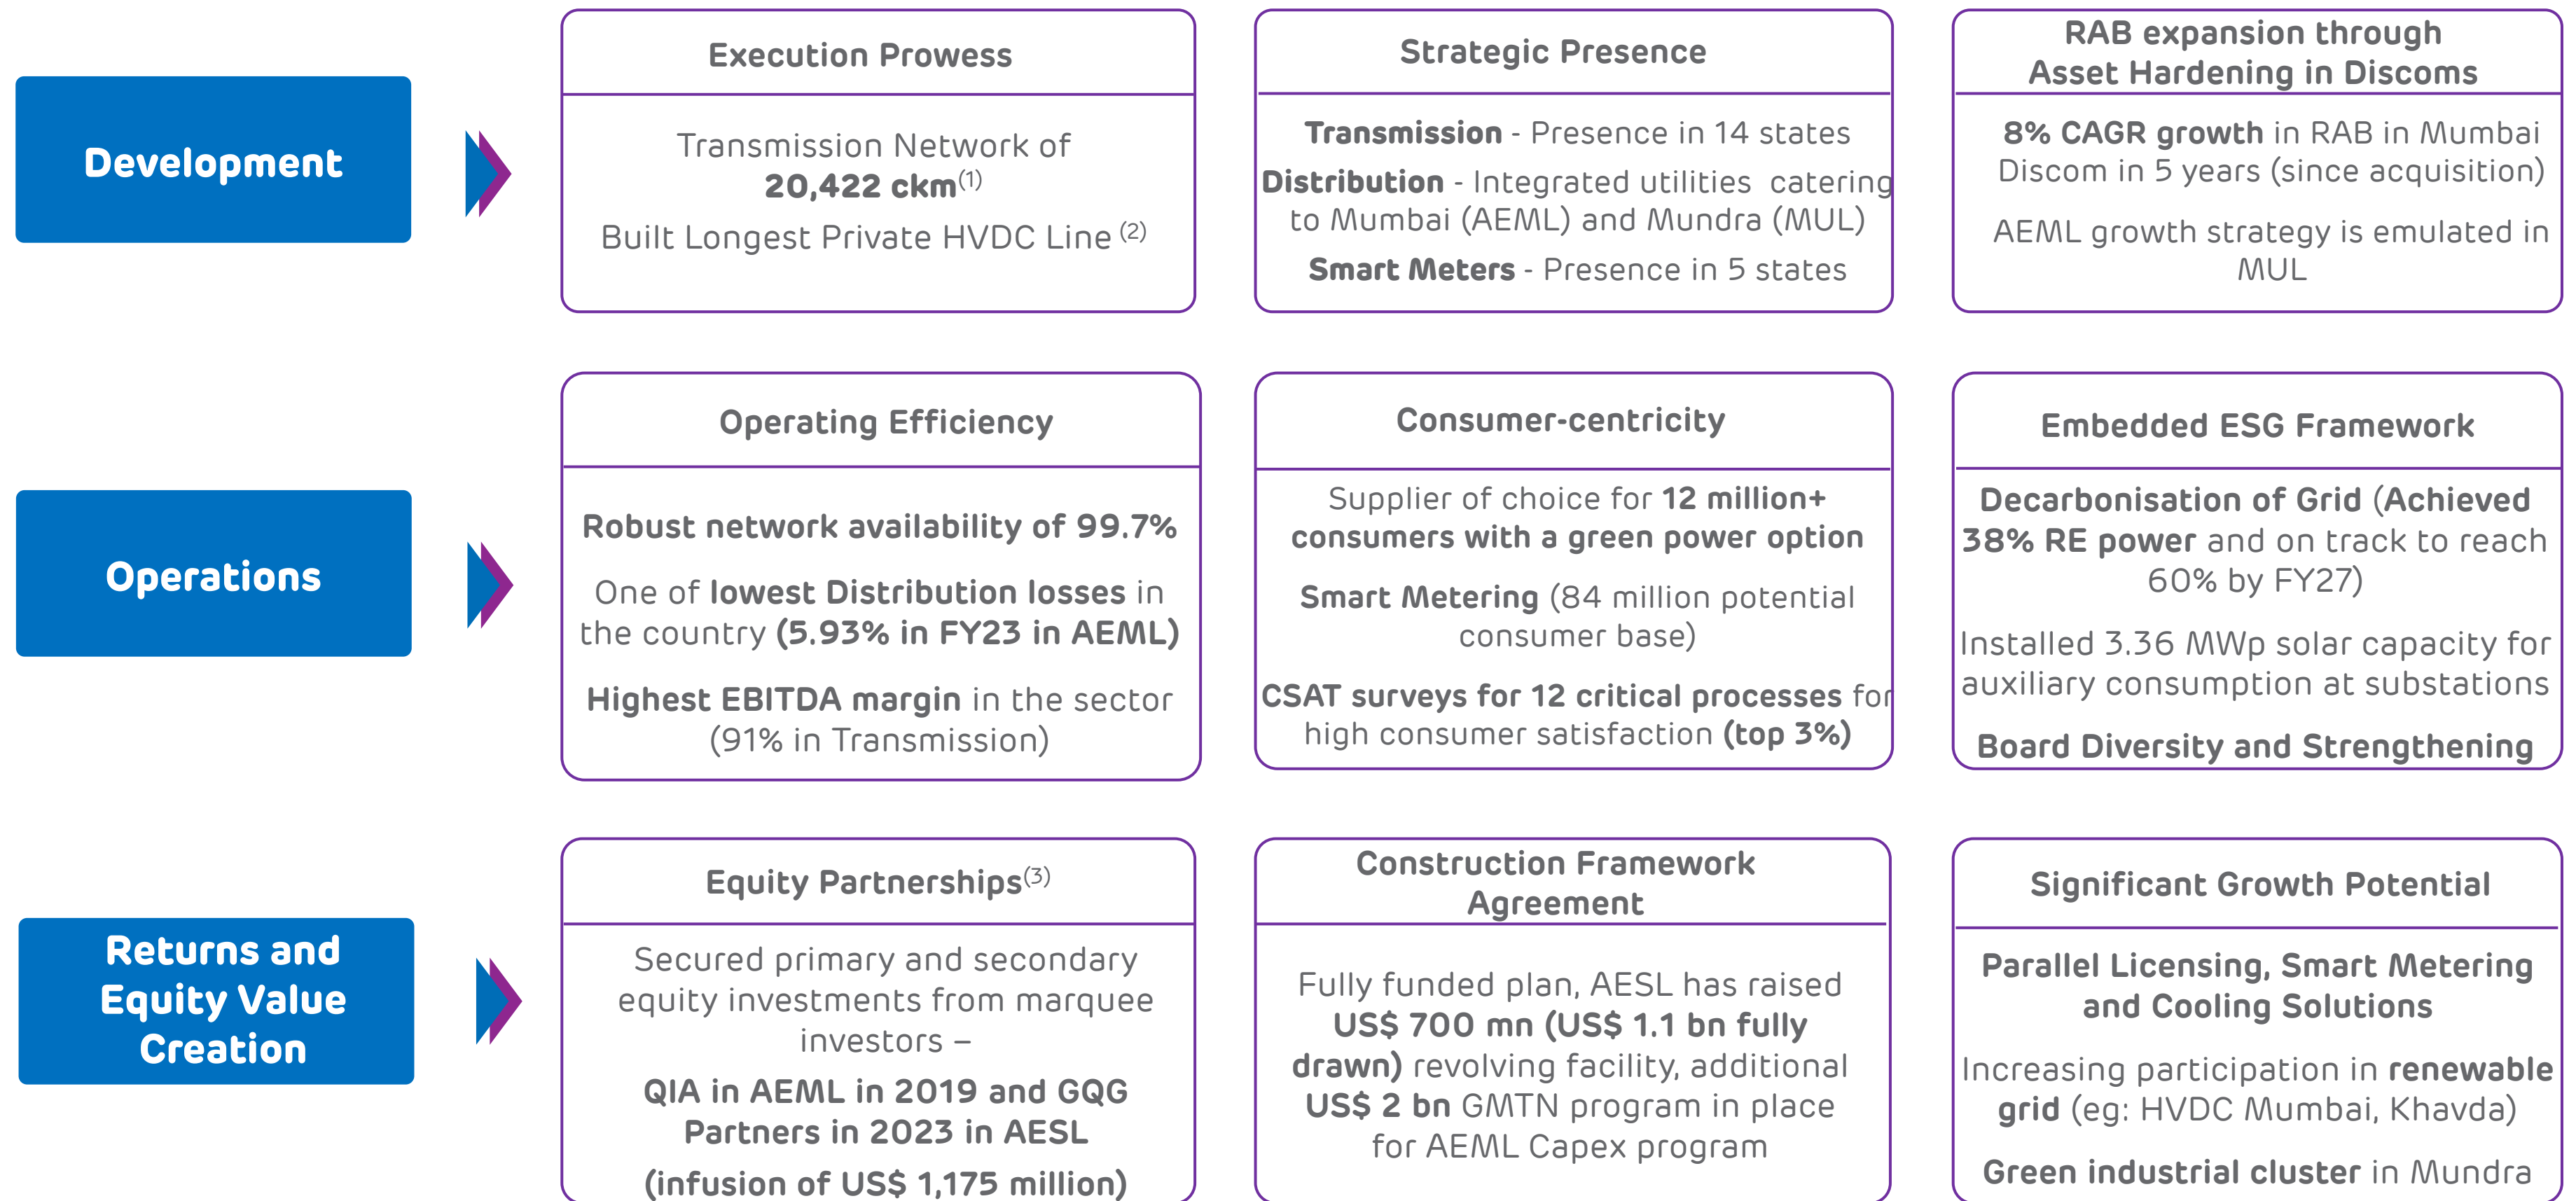 Development
Execution Prowess
Transmission Network of
20,422 ckm(1)
Built Longest Private HVDC Line (2)
Strategic Presence
Transmission - Presence in 14 states
Distribution - Integrated utilities catering
to Mumbai (AEML) and Mundra (MUL)
Smart Meters - Presence in 5 states
RAB expansion through
Asset Hardening in Discoms
8% CAGR growth in RAB in Mumbai
Discom in 5 years (since acquisition)
AEML growth strategy is emulated in
MUL
Operations
Operating Efficiency
Robust network availability of 99.7%
One of lowest Distribution losses in
the country (5.93% in FY23 in AEML)
Highest EBITDA margin in the sector
(91% in Transmission)
Consumer-centricity
Supplier of choice for 12 million+
consumers with a green power option
Smart Metering (84 million potential
consumer base)
CSAT surveys for 12 critical processes for
high consumer satisfaction (top 3%)
Embedded ESG Framework
Decarbonisation of Grid (Achieved
38% RE power and on track to reach
60% by FY27)
Installed 3.36 MWp solar capacity for
auxiliary consumption at substations
Board Diversity and Strengthening
Returns and
Equity Value
Creation
Equity Partnerships(3)
Secured primary and secondary
equity investments from marquee
investors –
QIA in AEML in 2019 and GQG
Partners in 2023 in AESL
(infusion of US$ 1,175 million)
Construction Framework
Agreement
Fully funded plan, AESL has raised
US$ 700 mn (US$ 1.1 bn fully
drawn) revolving facility, additional
US$ 2 bn GMTN program in place
for AEML Capex program
Significant Growth Potential
Parallel Licensing, Smart Metering
and Cooling Solutions
Increasing participation in renewable
grid (eg: HVDC Mumbai, Khavda)
Green industrial cluster in Mundra